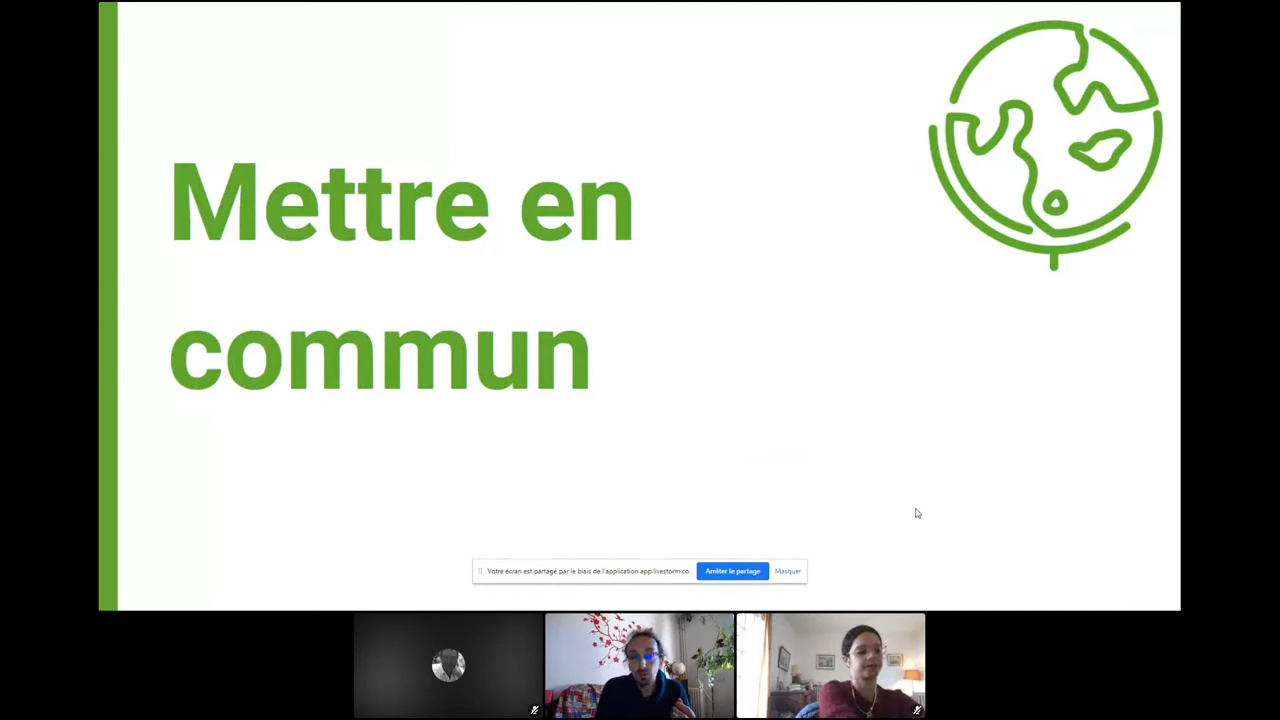 Mettre en
commun
Votre écran est partagé par le biais de l'application app.livestorm.co. Arrêter le partage Masquer